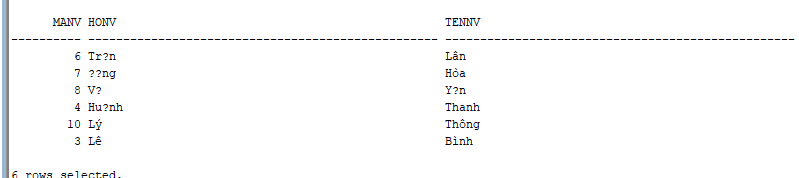 MANV HONV TENNV
---------- -------------------------------------------------- --------------------------------------------------
6 Tr?n Lân
7 ??ng Hòa
8 V? Y?n
4 Hu?nh Thanh
10 Lý Thông
3 Lê Bình
6 rows selected.